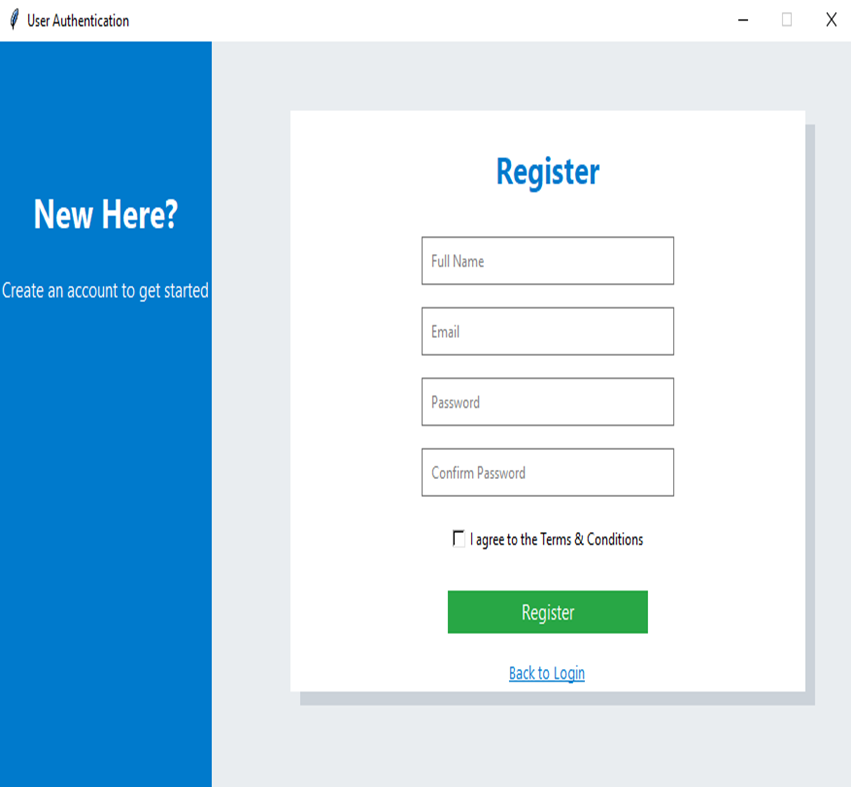 User Authentication
New Here?
Create an account to get started
Register
Full Name
Email
Password
Confirm Password
I agree to the Terms & Conditions
Register
Back to Login